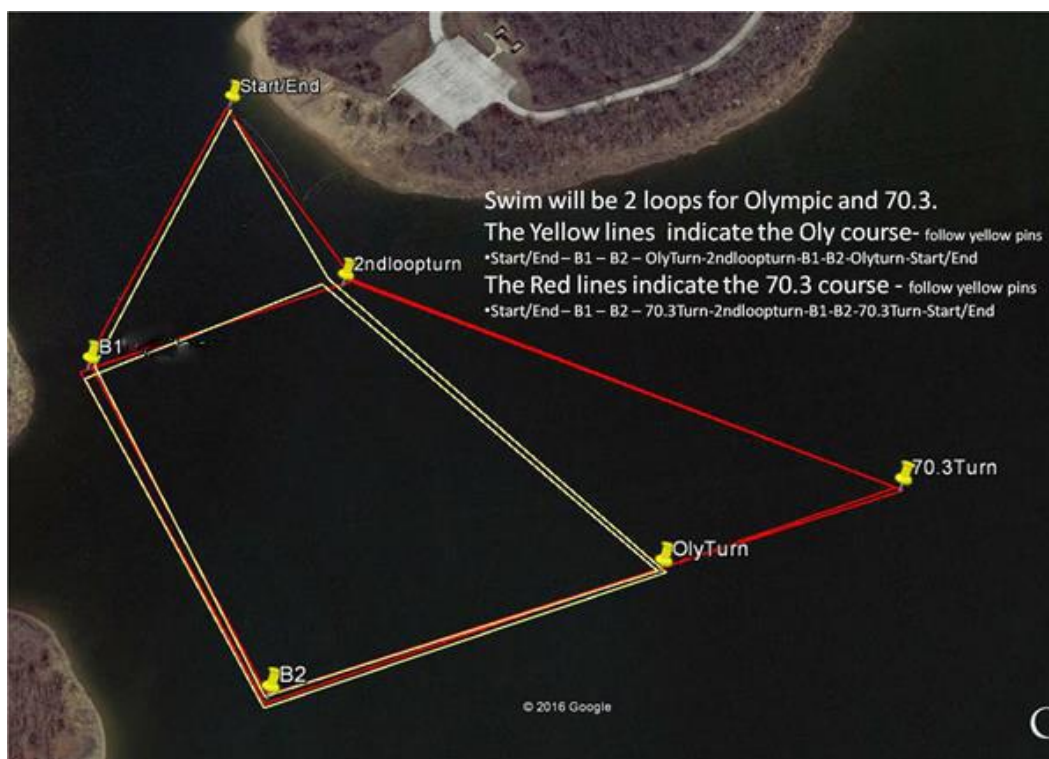 Start/End
Swim will be 2 loops for Olympic and 70.3.
The Yellow lines indicate the Oly course- follow yellow pins
•Start/End – B1 – B2 – OlyTurn-2ndloopturn-B1-B2-Olyturn-Start/End
The Red lines indicate the 70.3 course - follow yellow pins
•Start/End – B1 – B2 – 70.3Turn-2ndloopturn-B1-B2-70.3Turn-Start/End
2ndloopturn
B1
70.3Turn
OlyTurn
B2
© 2016 Google